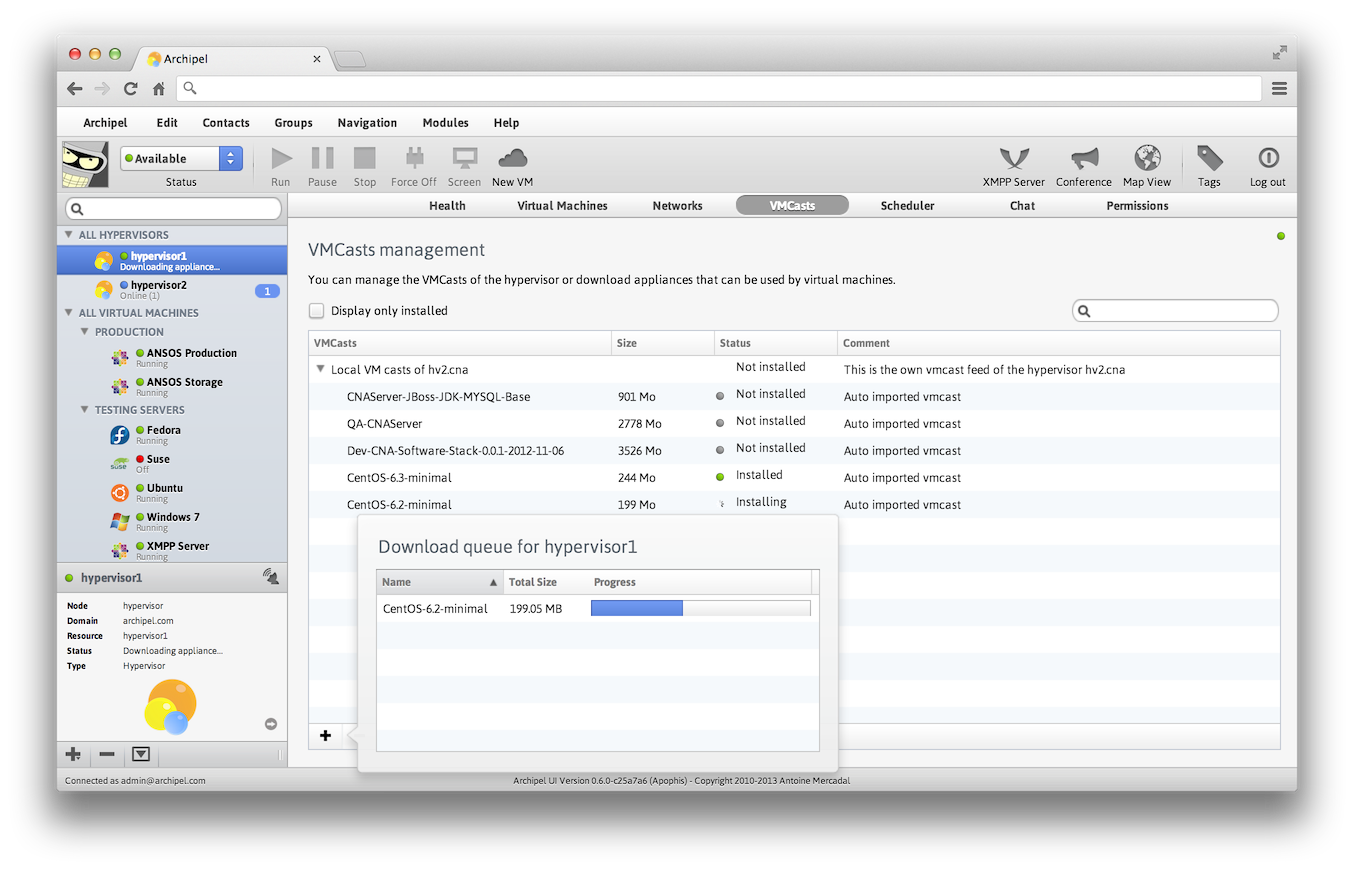 Archipel
Archipel Edit Contacts Groups Navigation Modules Help
Available
Status Run Pause Stop Force Off Screen New VM XMPP Server Conference Map View Tags Log out
Health Virtual Machines Networks VMCasts Scheduler Chat Permissions
ALL HYPERVISORS
hypervisor1
Downloading appliance...
hypervisor2
Online (1)
1
ALL VIRTUAL MACHINES
PRODUCTION
ANSOS Production
Running
ANSOS Storage
Running
TESTING SERVERS
Fedora
Running
SUSE
Suse
Off
Ubuntu
Running
Windows 7
Running
XMPP Server
Running
hypervisor1
Node hypervisor
Domain archipel.com
Resource hypervisor1
Status Downloading appliance...
Type Hypervisor
VMCasts management
You can manage the VMCasts of the hypervisor or download appliances that can be used by virtual machines.
Display only installed
VMCasts Size Status Comment
Local VM casts of hv2.cna Not installed This is the own vmcast feed of the hypervisor hv2.cna
CNAServer-JBoss-JDK-MYSQL-Base 901 Mo Not installed Auto imported vmcast
QA-CNAServer 2778 Mo Not installed Auto imported vmcast
Dev-CNA-Software-Stack-0.0.1-2012-11-06 3526 Mo Not installed Auto imported vmcast
CentOS-6.3-minimal 244 Mo Installed Auto imported vmcast
CentOS-6.2-minimal 199 Mo Installing Auto imported vmcast
Download queue for hypervisor1
Name Total Size Progress
CentOS-6.2-minimal 199.05 MB
Connected as admin@archipel.com
Archipel UI Version 0.6.0-c25a7a6 (Apophis) - Copyright 2010-2013 Antoine Mercadal